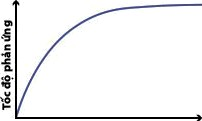 Tốc độ phản ứng